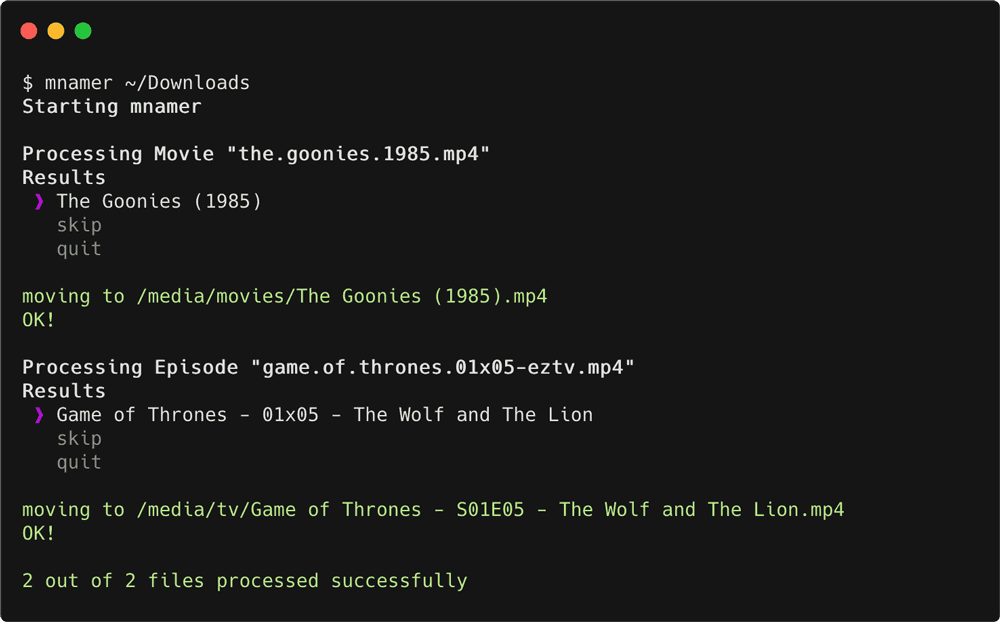 $ mnamer ~/Downloads
Starting mnamer
Processing Movie "the.goonies.1985.mp4"
Results
❯ The Goonies (1985)
skip
quit
moving to /media/movies/The Goonies (1985).mp4
OK!
Processing Episode "game.of.thrones.01x05-eztv.mp4"
Results
❯ Game of Thrones - 01x05 - The Wolf and The Lion
skip
quit
moving to /media/tv/Game of Thrones - S01E05 - The Wolf and The Lion.mp4
OK!
2 out of 2 files processed successfully